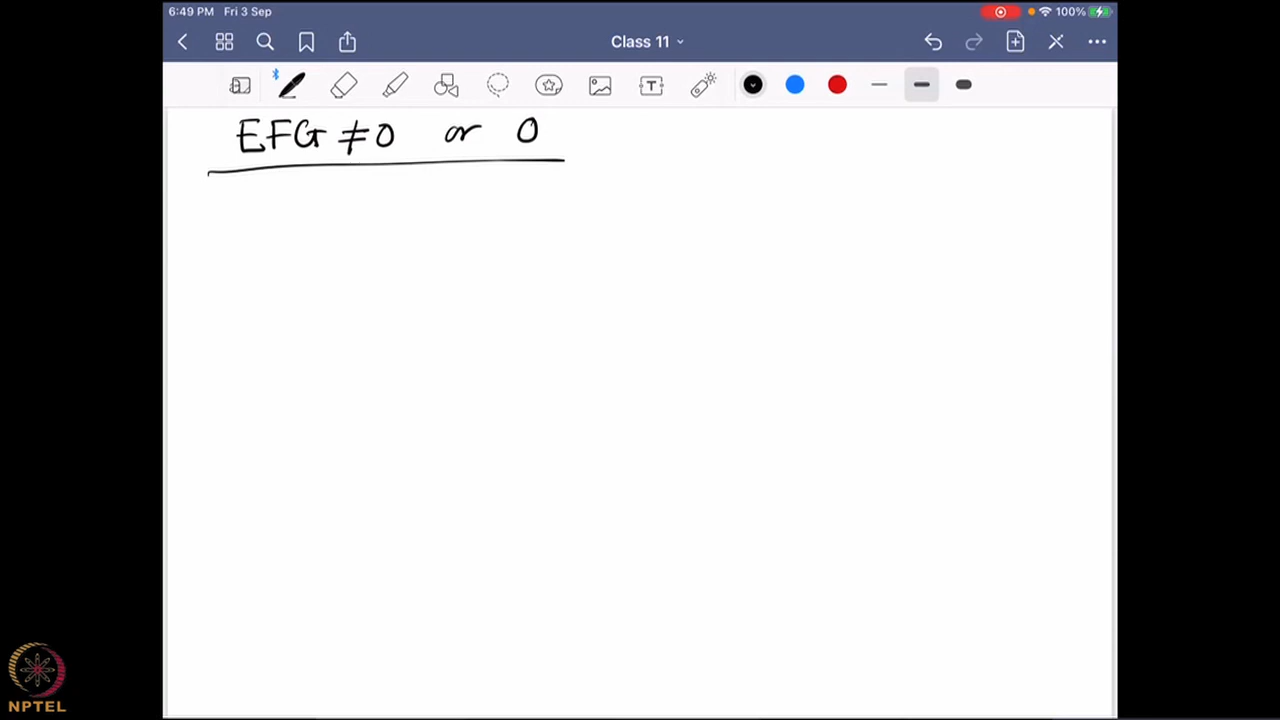 6:49 PM Fri 3 Sep 100%
Class 11
T
EFG ≠ 0 or 0
NPTEL